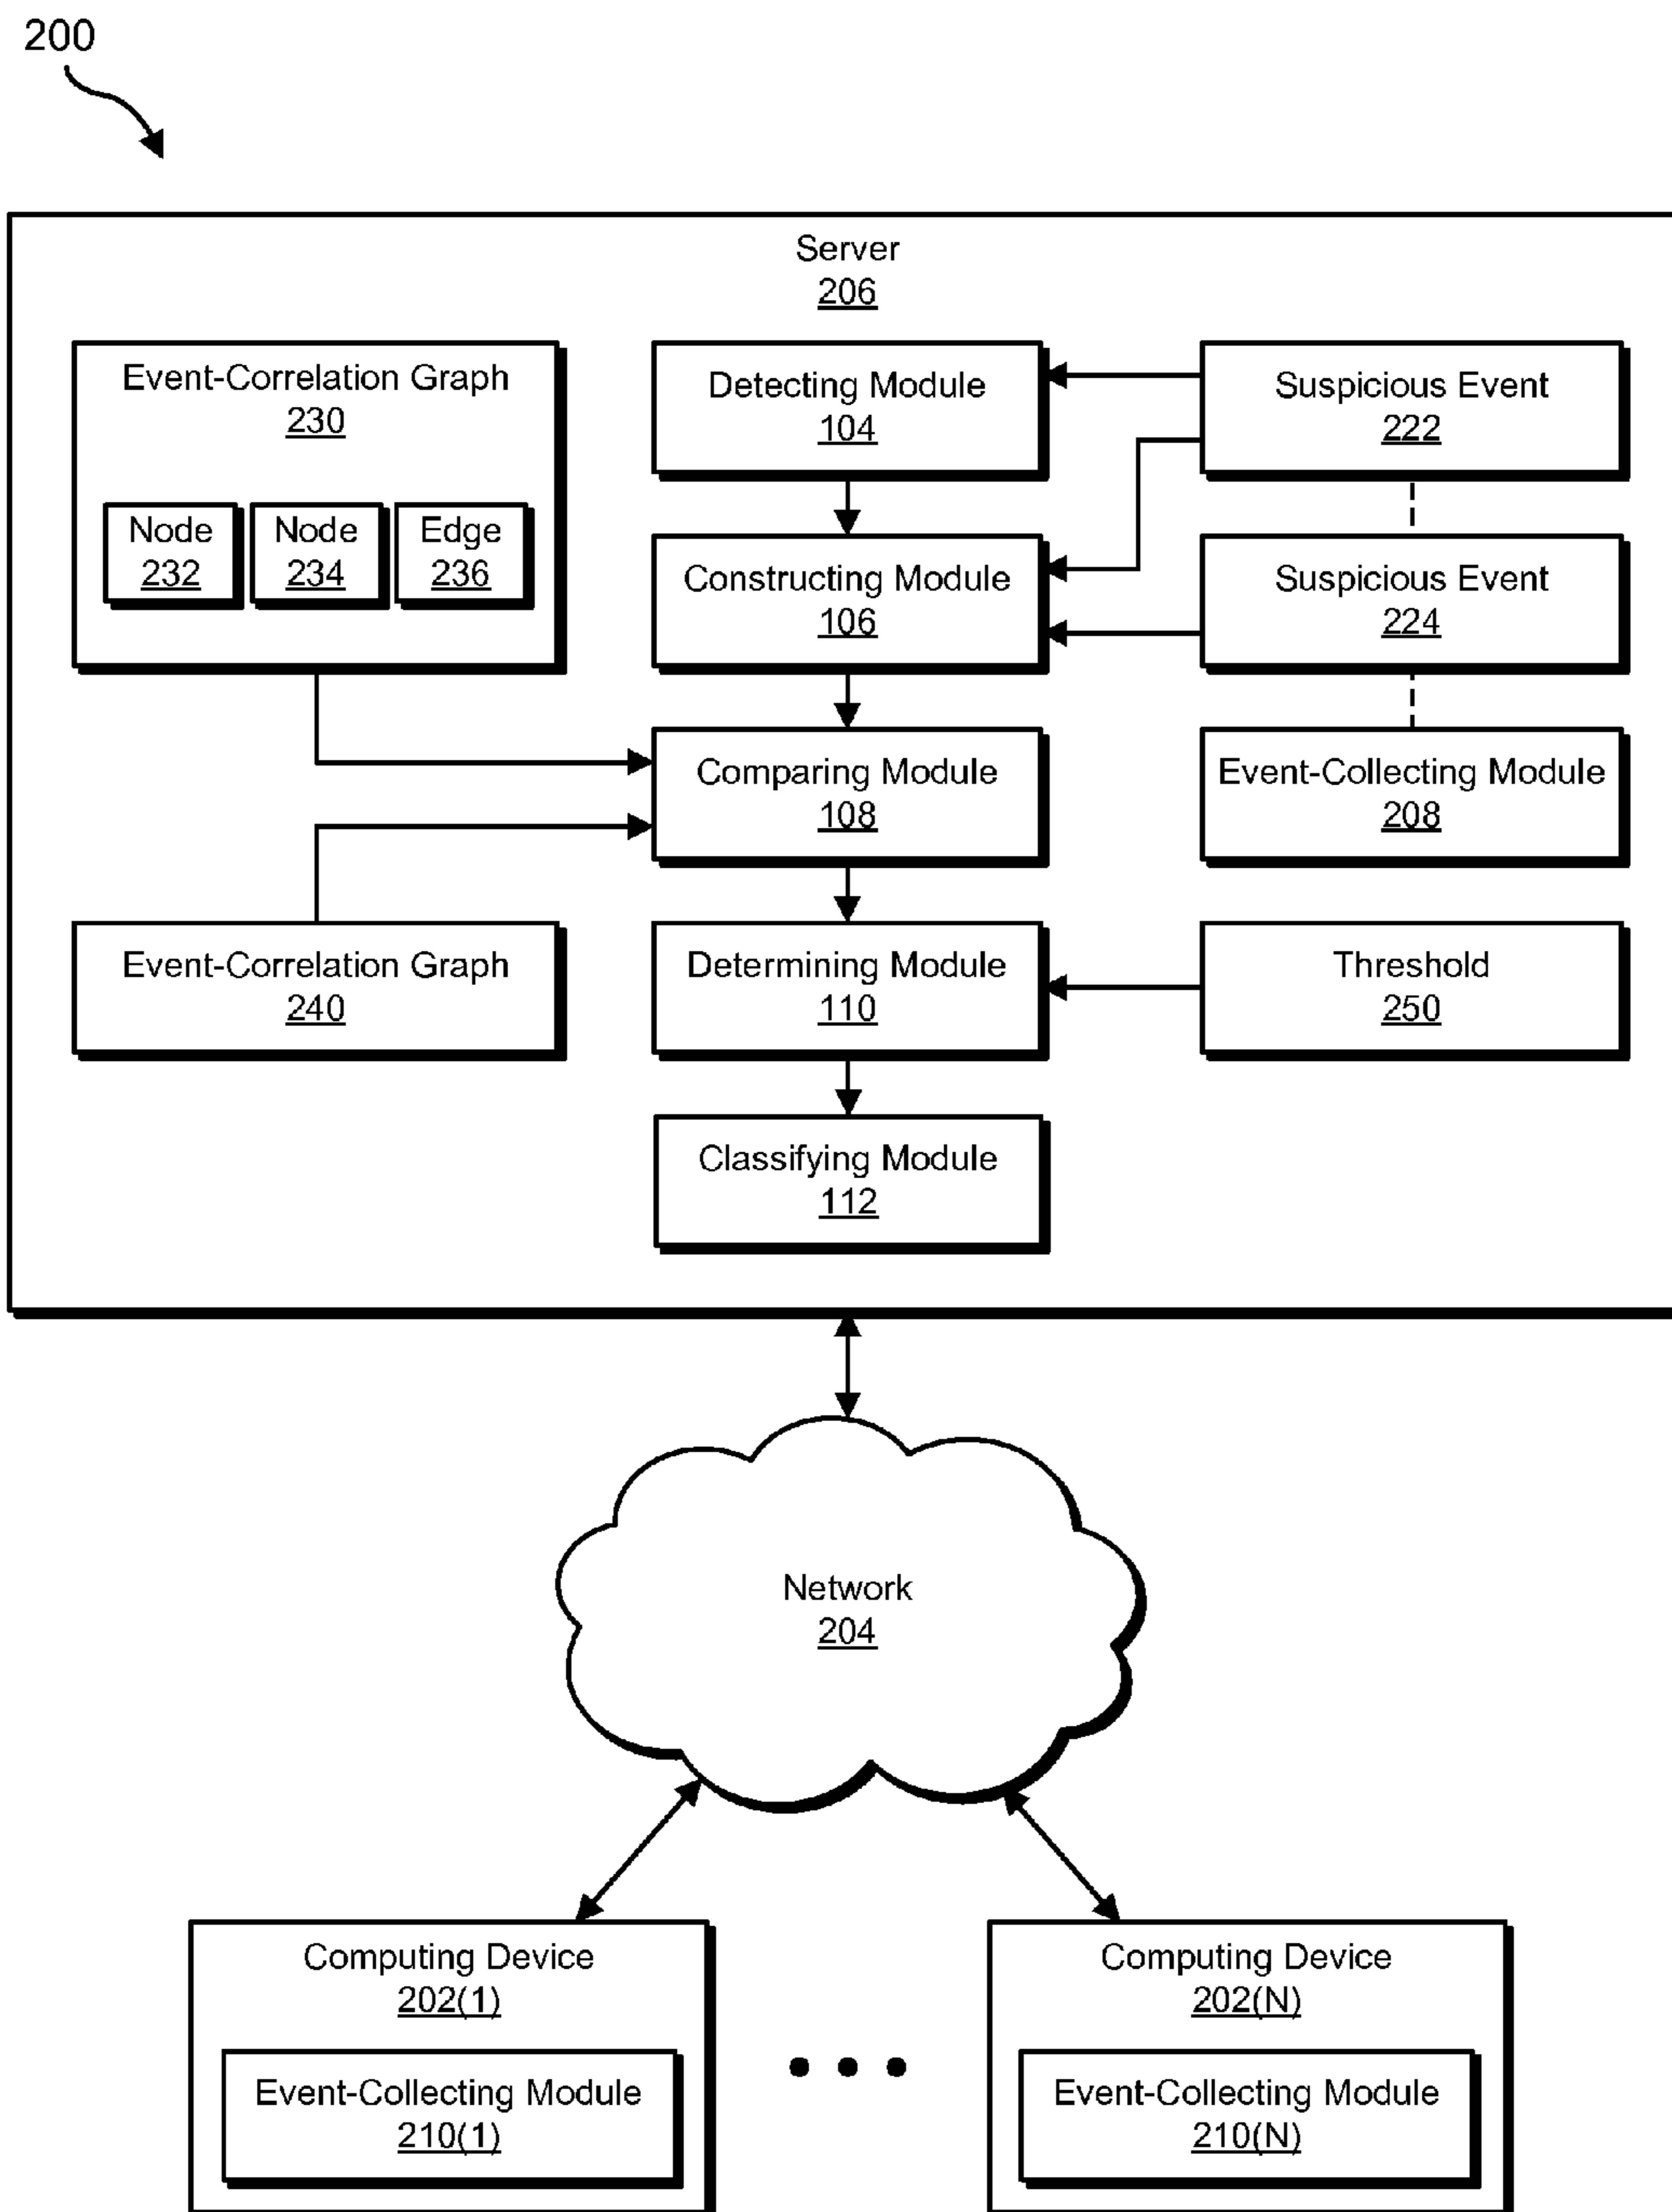 200
Server
206
Event-Correlation Graph
230
Node
232
Node
234
Edge
236
Detecting Module
104
Suspicious Event
222
Constructing Module
106
Suspicious Event
224
Comparing Module
108
Event-Collecting Module
208
Event-Correlation Graph
240
Determining Module
110
Threshold
250
Classifying Module
112
Network
204
Computing Device
202(1)
Event-Collecting Module
210(1)
Computing Device
202(N)
Event-Collecting Module
210(N)